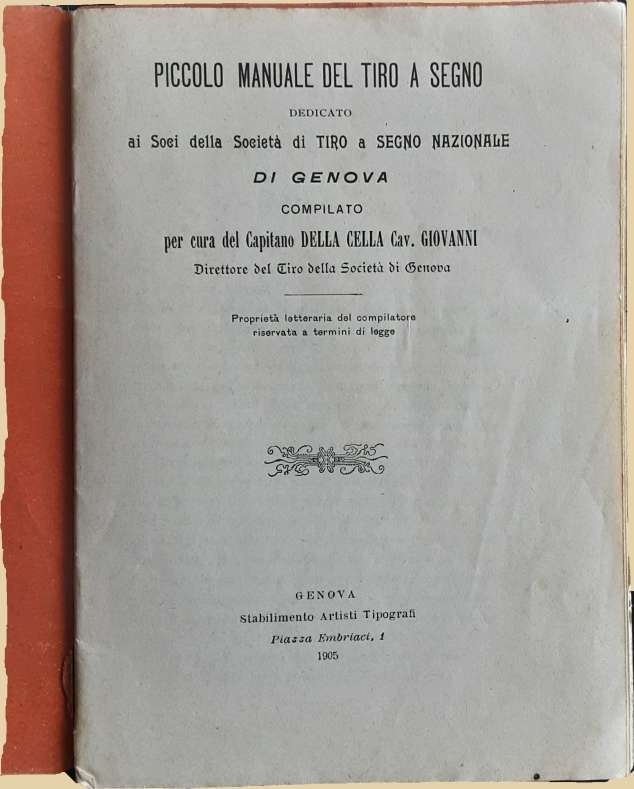 PICCOLO MANUALE DEL TIRO A SEGNO
DEDICATO
ai Soci della Società di TIRO a SEGNO NAZIONALE
DI GENOVA
COMPILATO
per cura del Capitano DELLA CELLA Cav. GIOVANNI
Direttore del Tiro della Società di Genova
Proprietà letteraria del compilatore
riservata a termini di legge
GENOVA
Stabilimento Artisti Tipografi
Piazza Embriaci, 1
1905